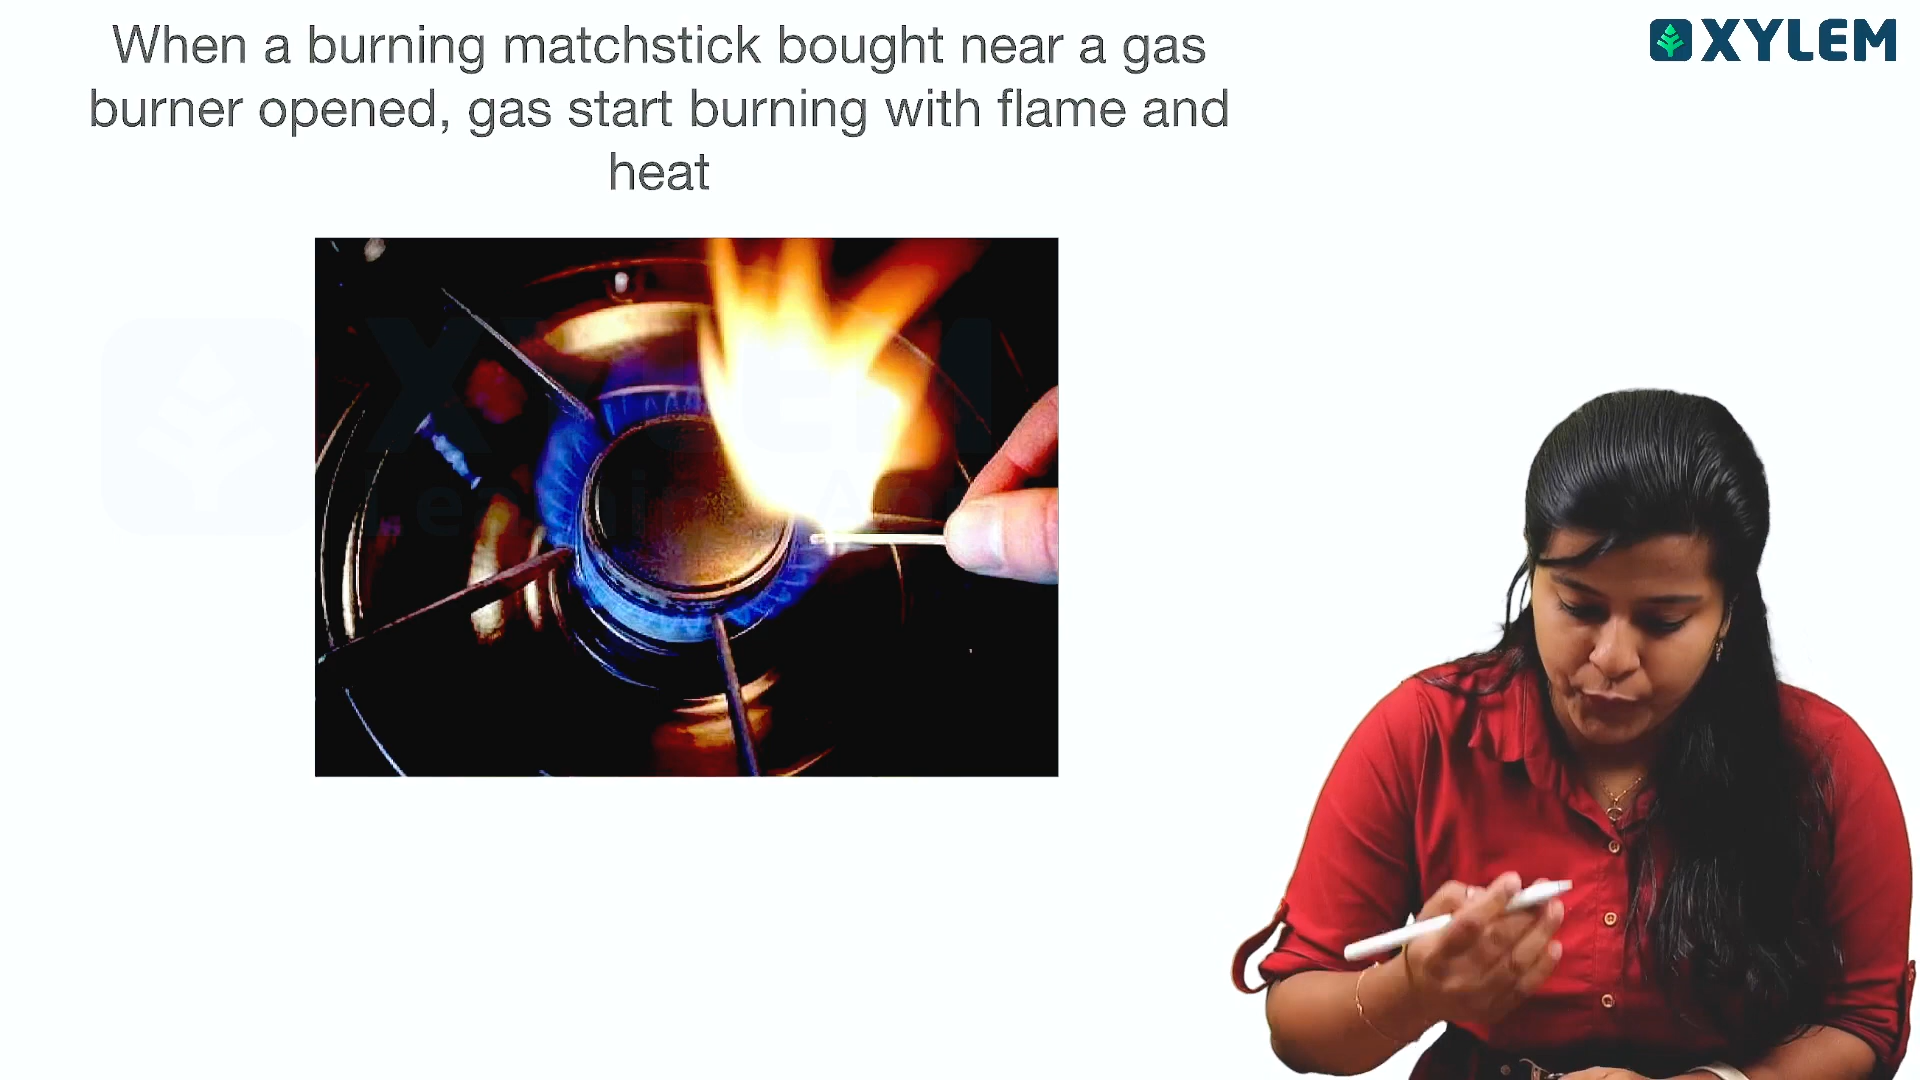 When a burning matchstick bought near a gas
burner opened, gas start burning with flame and
heat
XYLEM